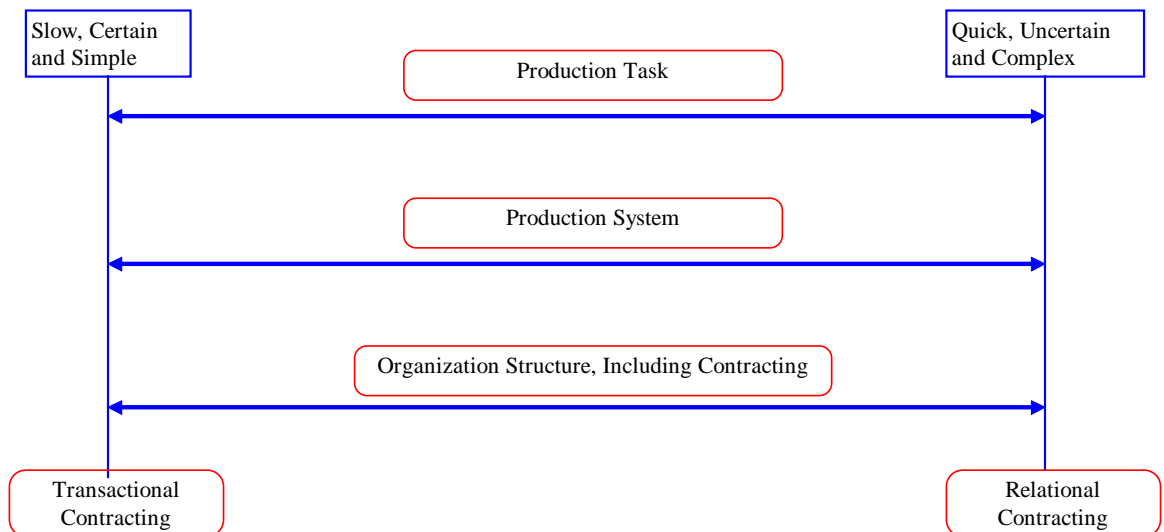 Slow, Certain
and Simple
Quick, Uncertain
and Complex
Production Task
Production System
Organization Structure, Including Contracting
Transactional
Contracting
Relational
Contracting